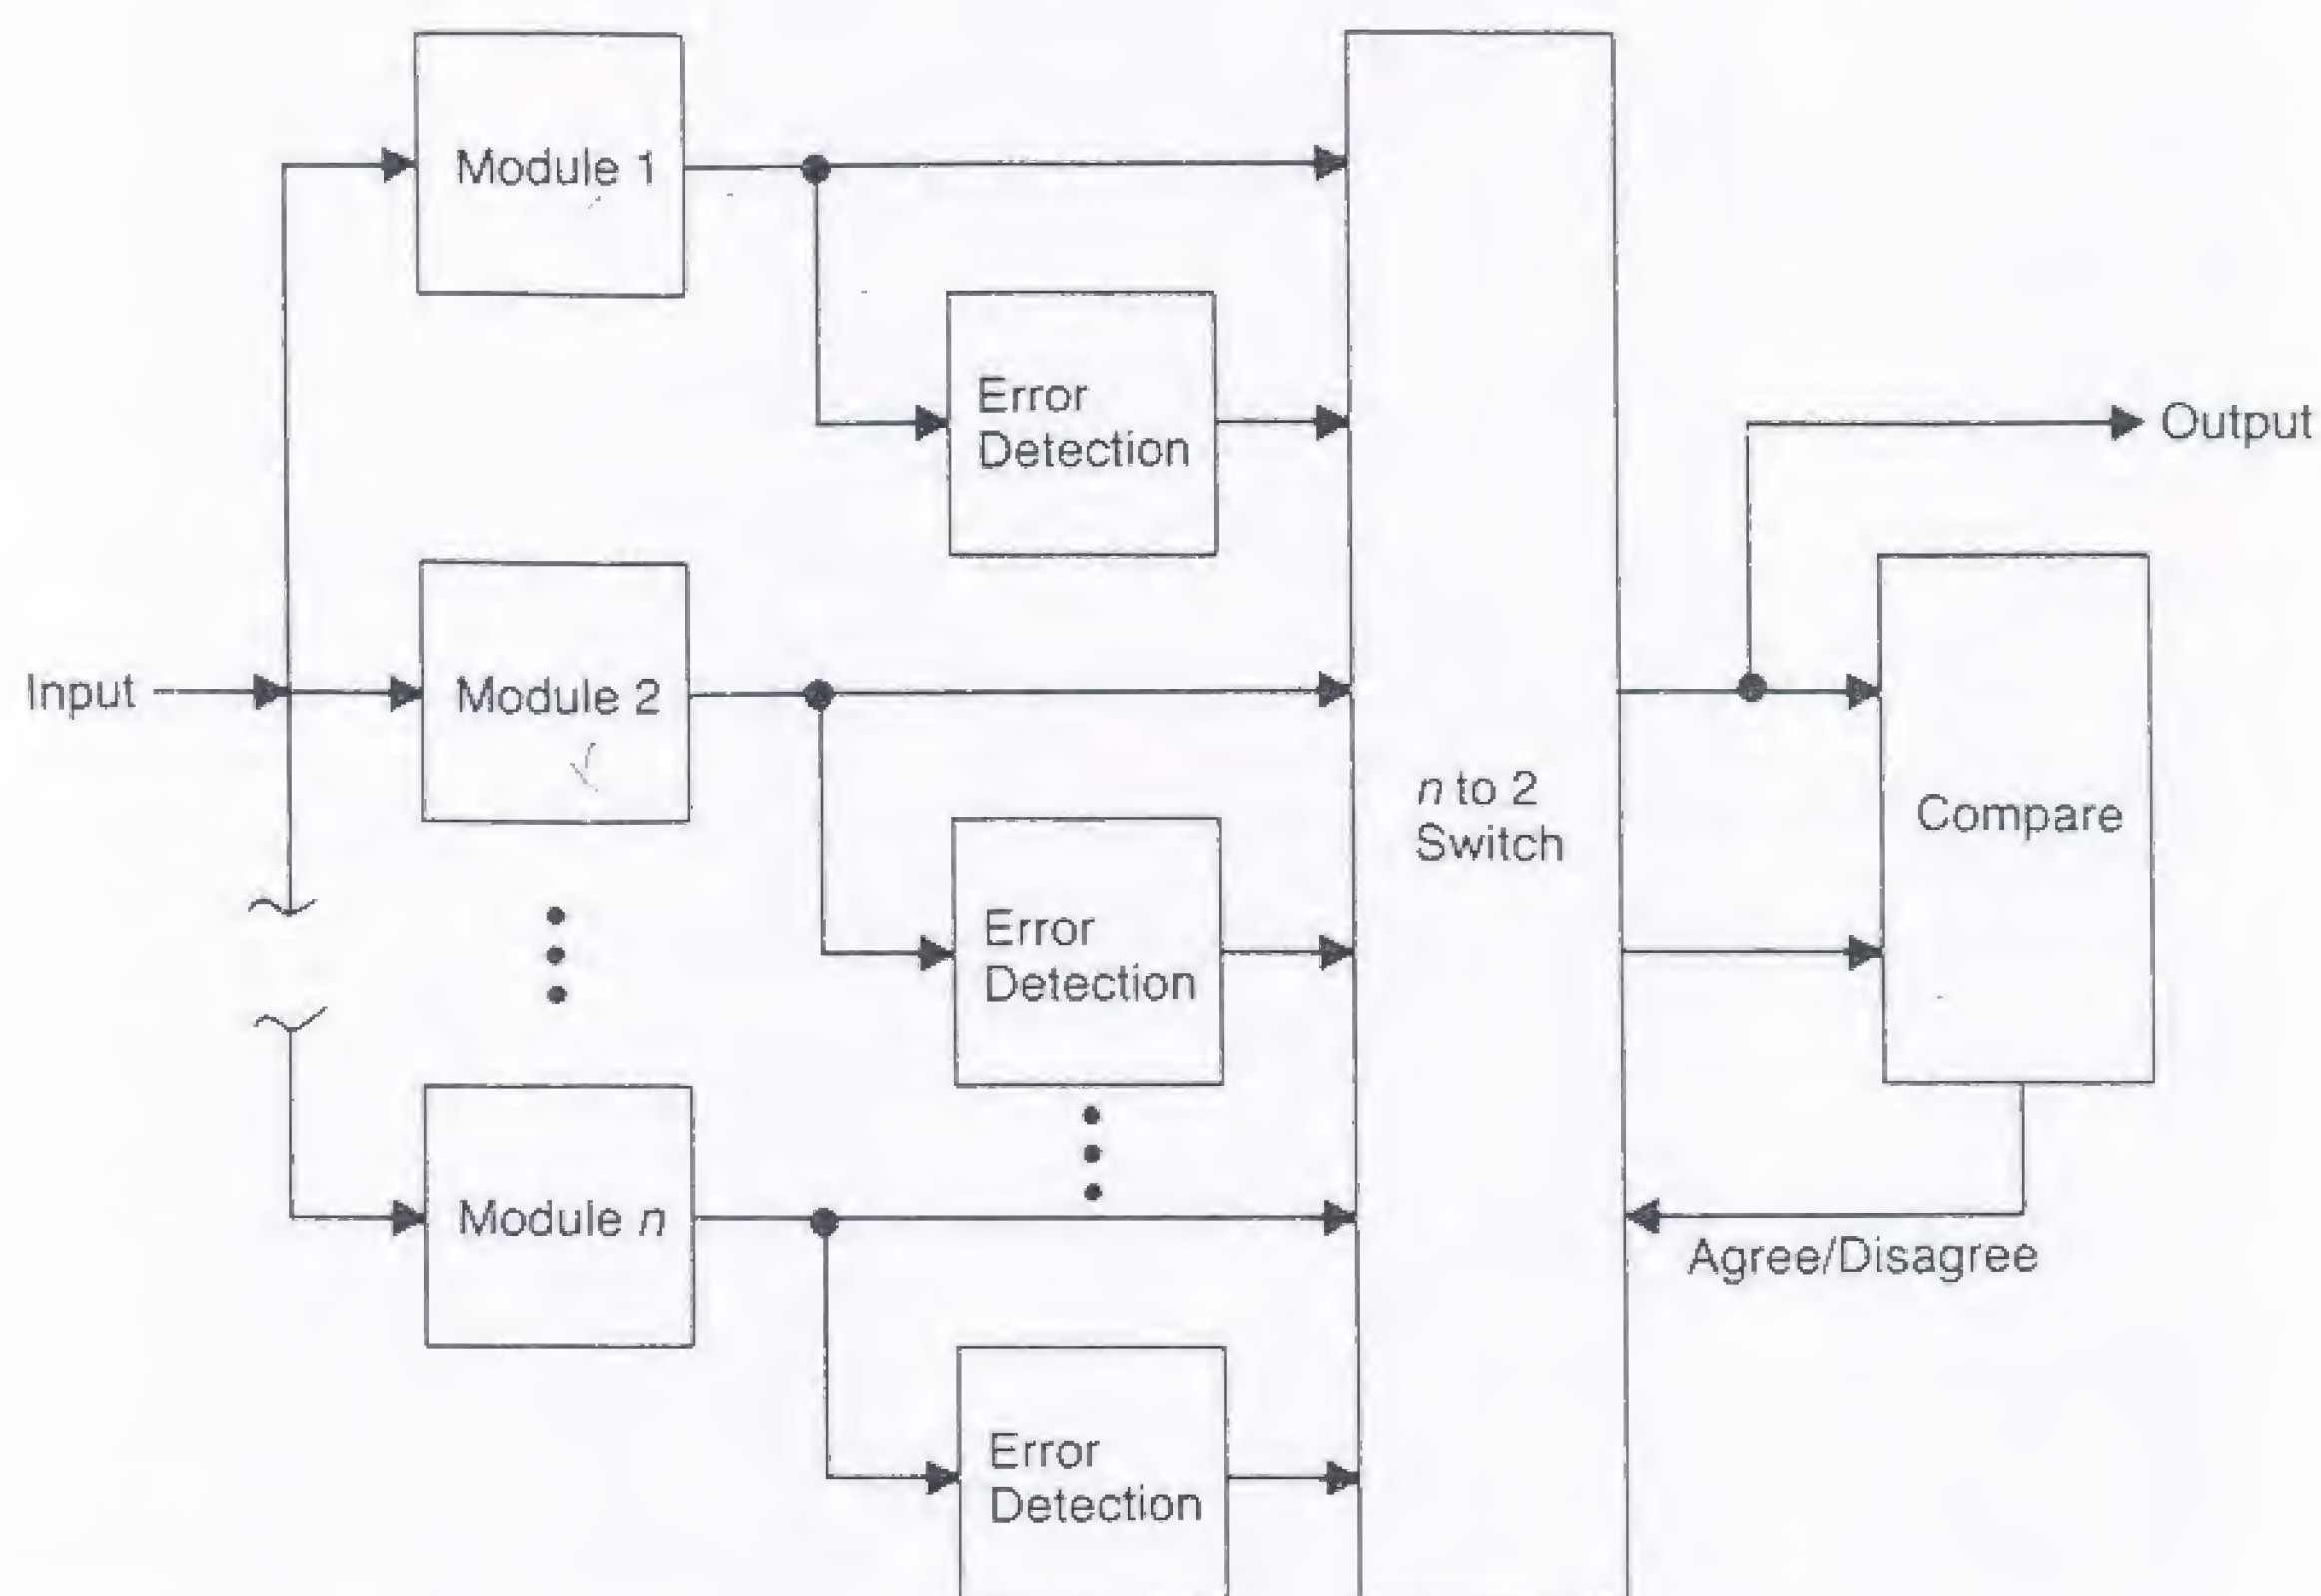 Module 1
Error
Detection
Output
Input
Module 2
n to 2
Switch
Compare
Error
Detection
Module n
Agree/Disagree
Error
Detection